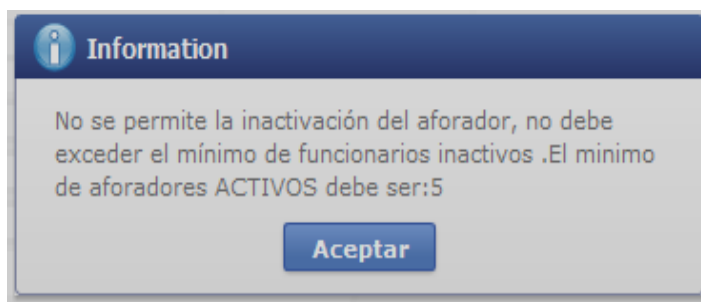 Information
No se permite la inactivación del aforador, no debe
exceder el mínimo de funcionarios inactivos .El minimo
de aforadores ACTIVOS debe ser:5
Aceptar